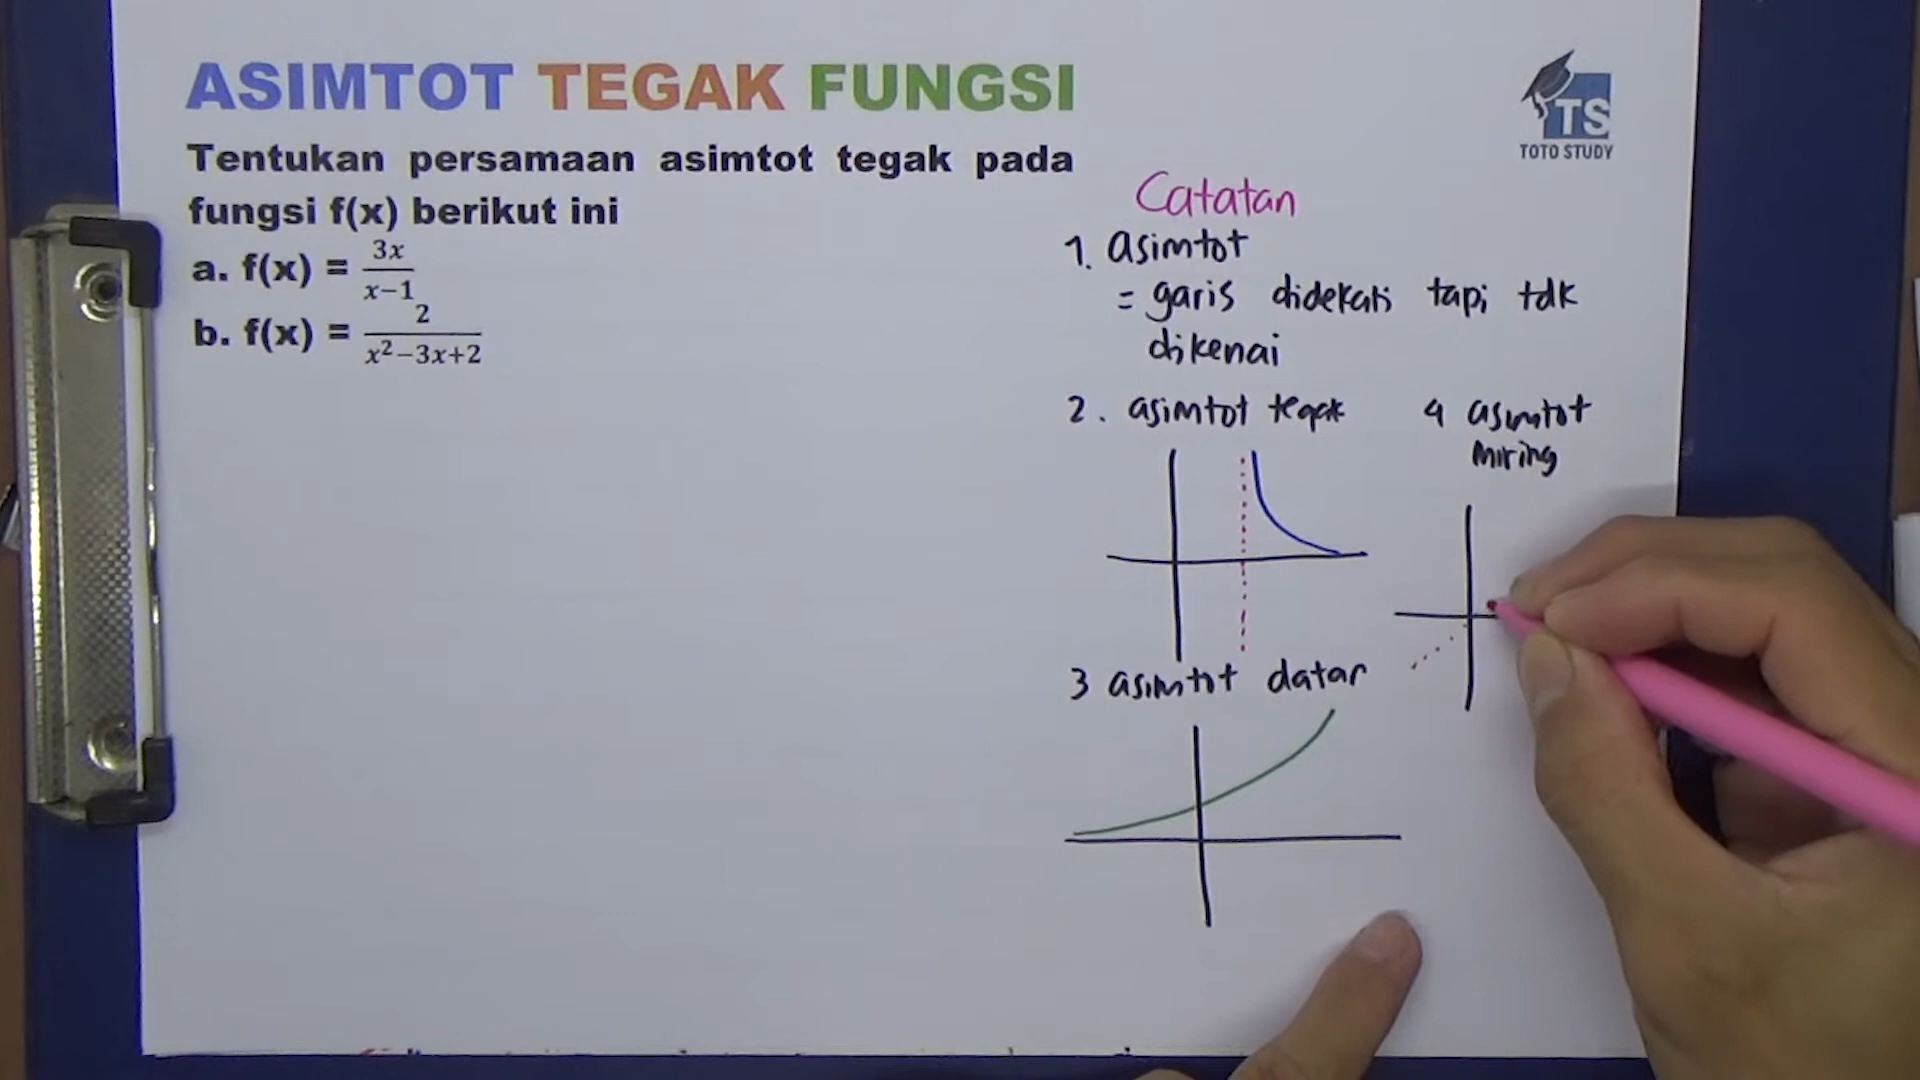 ASIMTOT TEGAK FUNGSI
Tentukan persamaan asimtot tegak pada
fungsi f(x) berikut ini
a. f(x) = 3x/(x−1)
b. f(x) = 2/(x²−3x+2)
TS
TOTO STUDY
Catatan
1. asimtot
= garis didekati tapi tdk
dikenai
2. asimtot tegak
3 asimtot datar
4 asimtot
miring